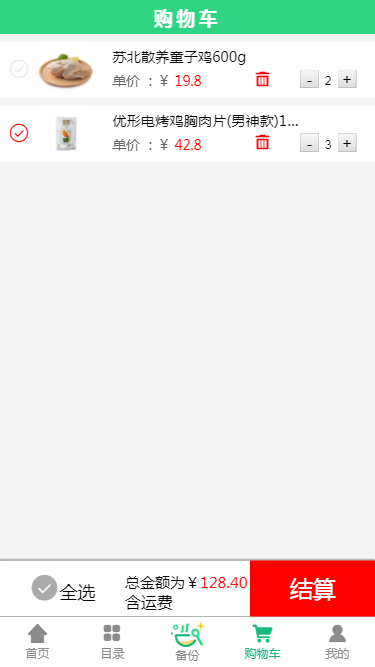 购物车
苏北散养童子鸡600g
单价 ：￥ 19.8
- 2 +
优形电烤鸡胸肉片(男神款)1...
单价 ：￥ 42.8
- 3 +
全选
总金额为￥128.40
含运费
结算
首页
目录
备份
购物车
我的